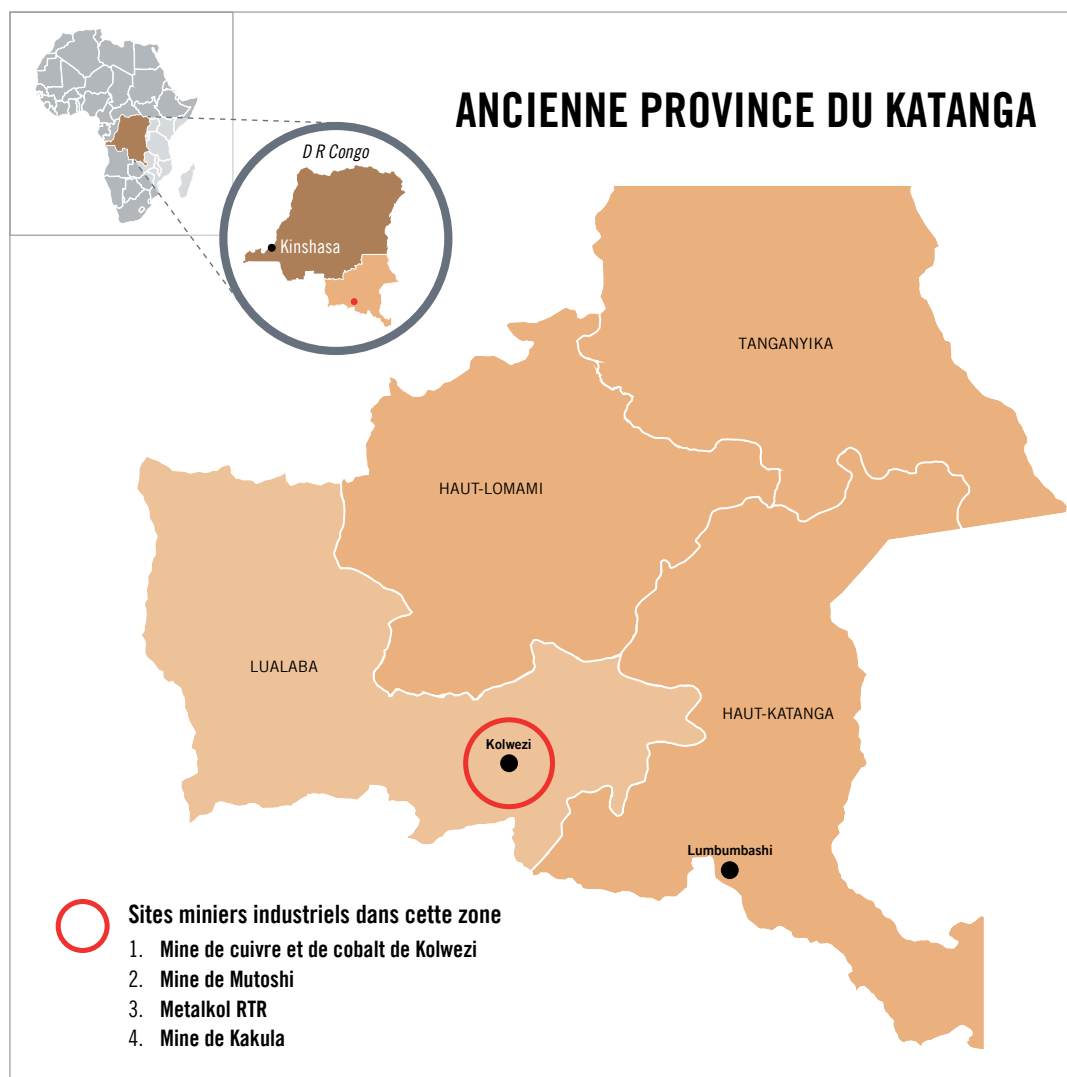 ANCIENNE PROVINCE DU KATANGA
D R Congo
Kinshasa
TANGANYIKA
HAUT-LOMAMI
LUALABA
HAUT-KATANGA
Kolwezi
Lumbumbashi
Sites miniers industriels dans cette zone
1. Mine de cuivre et de cobalt de Kolwezi
2. Mine de Mutoshi
3. Metalkol RTR
4. Mine de Kakula